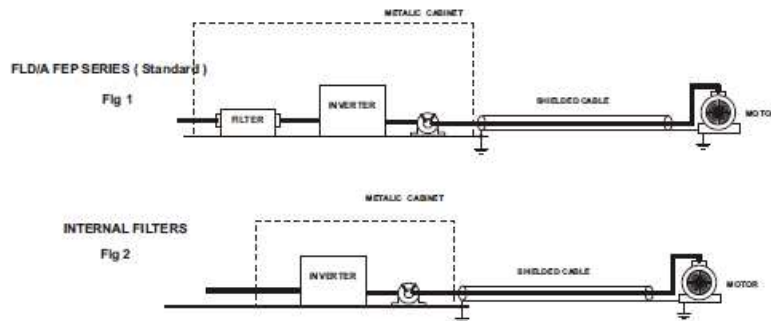 METALIC CABINET
FLD/A FEP SERIES ( Standard )
Fig 1
FILTER
INVERTER
SHIELDED CABLE
MOTO
METALIC CABINET
INTERNAL FILTERS
Fig 2
INVERTER
SHIELDED CABLE
MOTOR